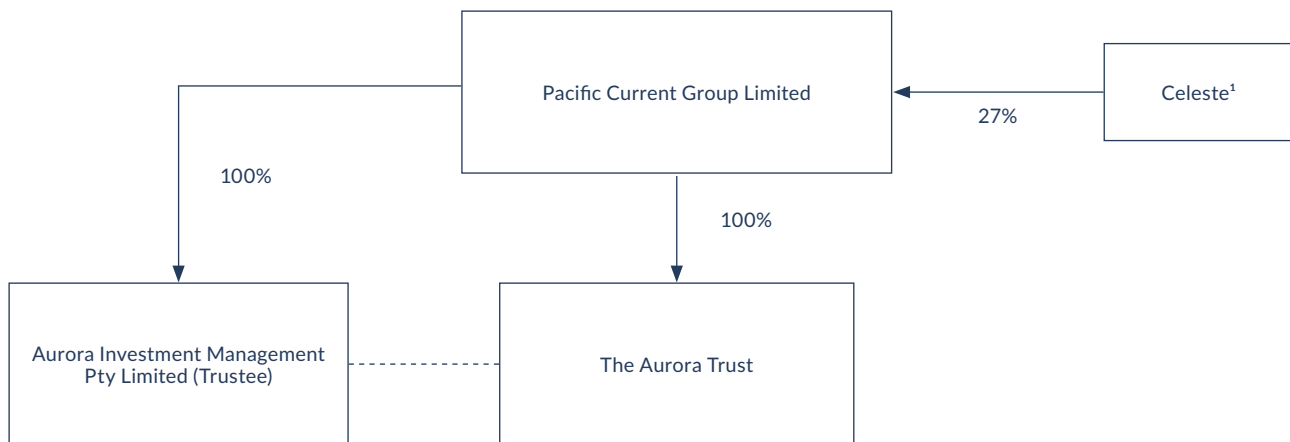 Pacific Current Group Limited
Celeste¹
27%
100%
100%
Aurora Investment Management
Pty Limited (Trustee)
The Aurora Trust